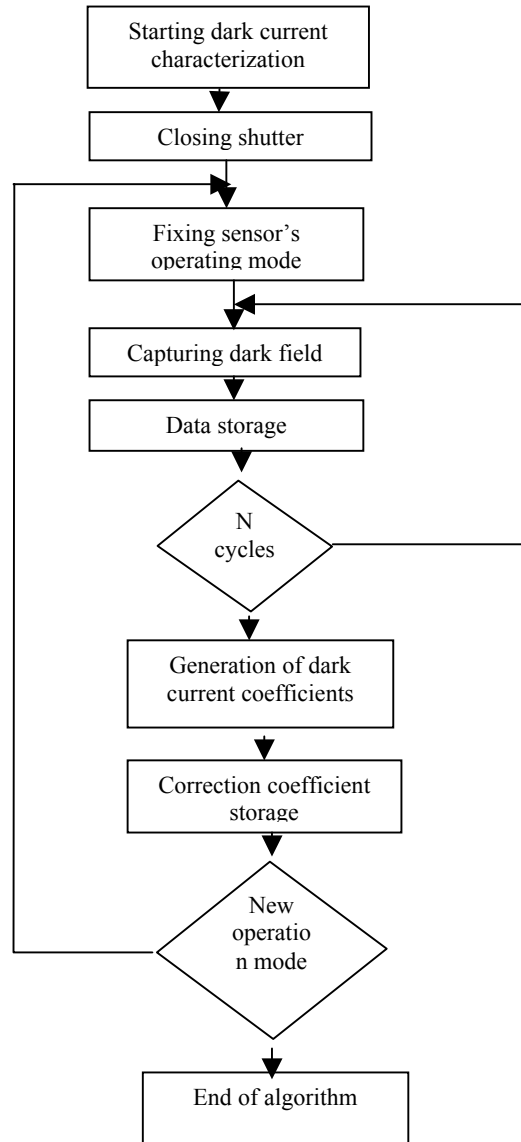 Starting dark current
characterization
Closing shutter
Fixing sensor's
operating mode
Capturing dark field
Data storage
N
cycles
Generation of dark
current coefficients
Correction coefficient
storage
New
operatio
n mode
End of algorithm